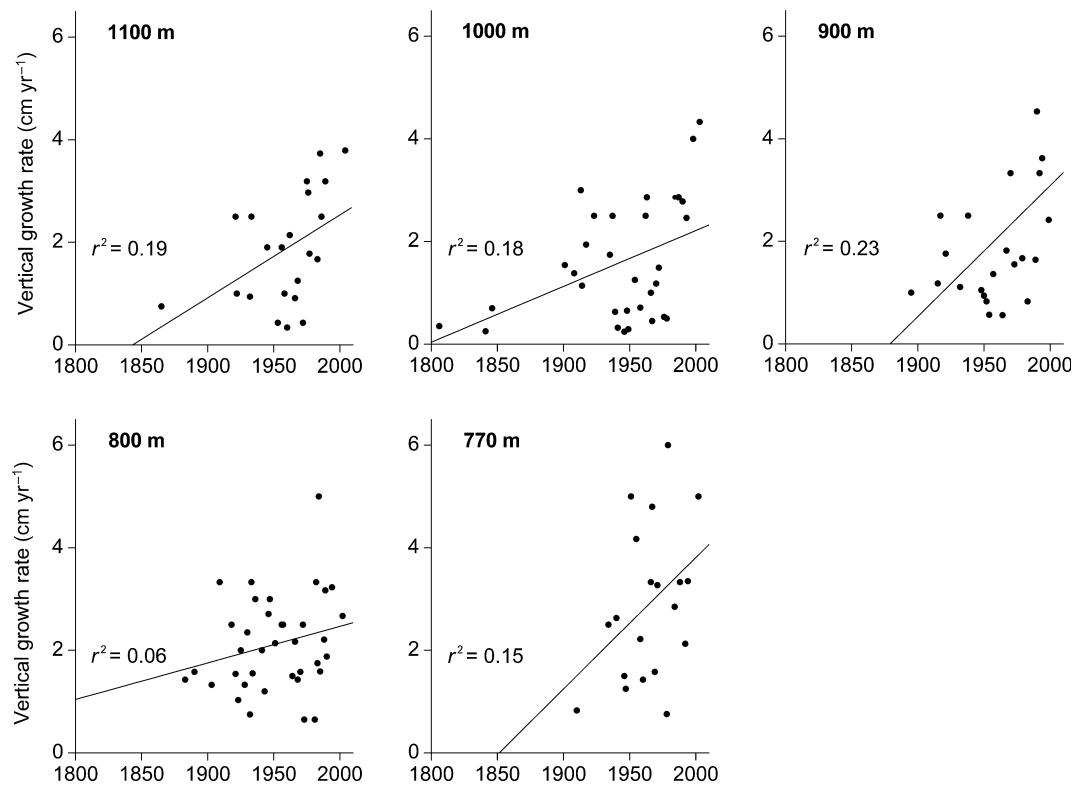 Vertical growth rate (cm yr⁻¹)
1100 m
6
4
2
0
r² = 0.19
1800 1850 1900 1950 2000
1000 m
6
4
2
0
r² = 0.18
1800 1850 1900 1950 2000
900 m
6
4
2
0
r² = 0.23
1800 1850 1900 1950 2000
Vertical growth rate (cm yr⁻¹)
800 m
6
4
2
0
r² = 0.06
1800 1850 1900 1950 2000
770 m
6
4
2
0
r² = 0.15
1800 1850 1900 1950 2000